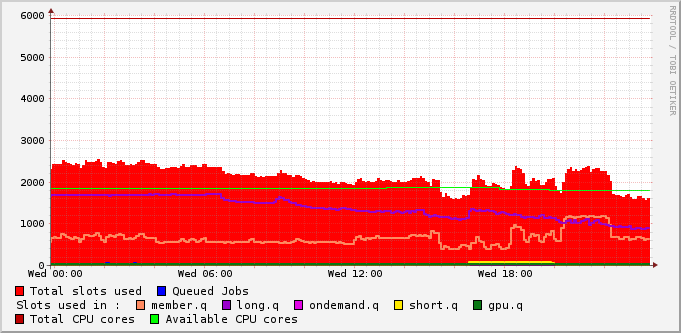 RRDTOOL / TOBI OETIKER
6000
5000
4000
3000
2000
1000
0
Wed 00:00 Wed 06:00 Wed 12:00 Wed 18:00
Total slots used Queued Jobs
Slots used in : member.q long.q ondemand.q short.q gpu.q
Total CPU cores Available CPU cores